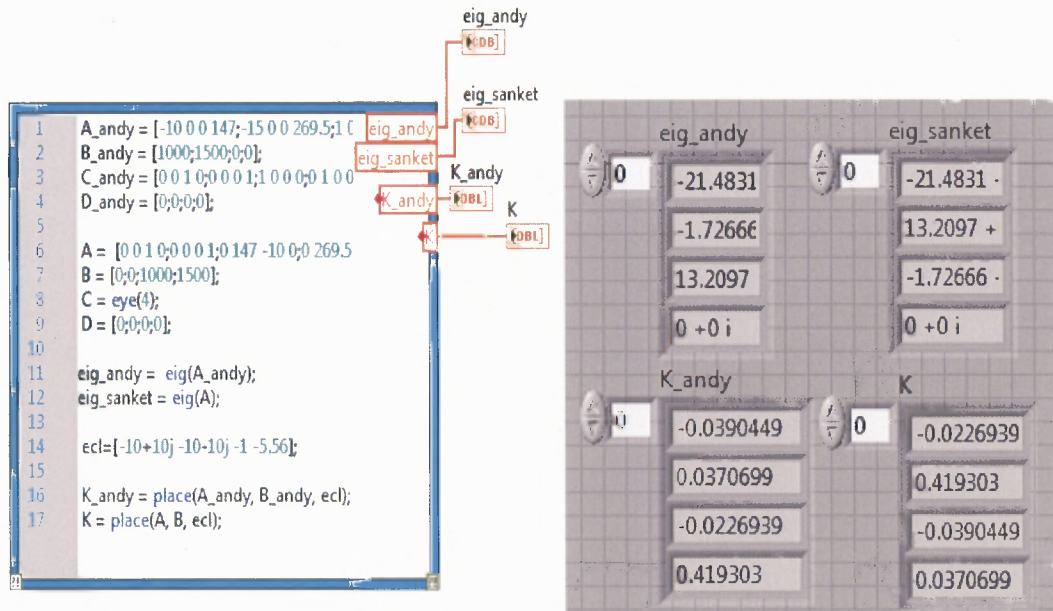 eig_andy
CDB]
eig_sanket
CDB]
K_andy
DBL]
K
DBL]
1 A_andy = [-10 0 0 147;-15 0 0 269.5;1 0
eig_andy
2 B_andy = [1000;1500;0;0];
eig_sanket
3 C_andy = [0 0 1 0;0 0 0 1;1 0 0 0;0 1 0 0
4 D_andy = [0;0;0;0];
K_andy
5
K
6 A = [0 0 1 0;0 0 0 1;0 147 -10 0;0 269.5
7 B = [0;0;1000;1500];
8 C = eye(4);
9 D = [0;0;0;0];
10
11 eig_andy = eig(A_andy);
12 eig_sanket = eig(A);
13
14 ecl=[-10+10j -10-10j -1 -5.56];
15
16 K_andy = place(A_andy, B_andy, ecl);
17 K = place(A, B, ecl);
eig_andy
0
-21.4831
-1.72666
13.2097
0 +0 i
eig_sanket
0
-21.4831 -
13.2097 +
-1.72666 -
0 +0 i
K_andy
0
-0.0390449
0.0370699
-0.0226939
0.419303
K
0
-0.0226939
0.419303
-0.0390449
0.0370699